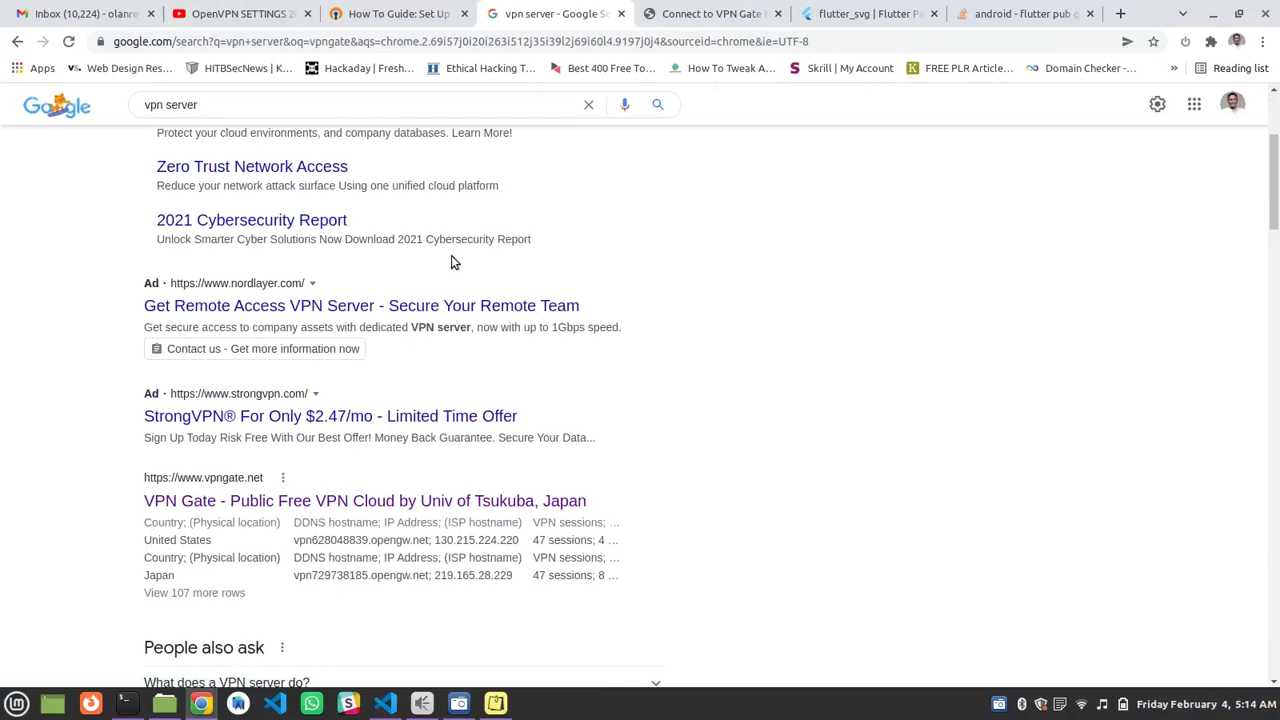 Inbox (10,224) - olanre
OpenVPN SETTINGS 2
How To Guide: Set Up
vpn server - Google Se
Connect to VPN Gate b
flutter_svg | Flutter Pa
android - flutter pub g
google.com/search?q=vpn+server&oq=vpngate&aqs=chrome.2.69i57j0i20i263i512j35i39l2j69i60l4.9197j0j4&sourceid=chrome&ie=UTF-8
Apps
Web Design Res...
HITBSecNews | K...
Hackaday | Fresh...
Ethical Hacking T...
Best 400 Free To...
How To Tweak A...
Skrill | My Account
FREE PLR Article...
Domain Checker -...
»
Reading list
Google
vpn server
Protect your cloud environments, and company databases. Learn More!
Zero Trust Network Access
Reduce your network attack surface Using one unified cloud platform
2021 Cybersecurity Report
Unlock Smarter Cyber Solutions Now Download 2021 Cybersecurity Report
Ad · https://www.nordlayer.com/
Get Remote Access VPN Server - Secure Your Remote Team
Get secure access to company assets with dedicated VPN server, now with up to 1Gbps speed.
Contact us - Get more information now
Ad · https://www.strongvpn.com/
StrongVPN® For Only $2.47/mo - Limited Time Offer
Sign Up Today Risk Free With Our Best Offer! Money Back Guarantee. Secure Your Data...
https://www.vpngate.net
VPN Gate - Public Free VPN Cloud by Univ of Tsukuba, Japan
Country; (Physical location) DDNS hostname; IP Address; (ISP hostname) VPN sessions; ...
United States vpn628048839.opengw.net; 130.215.224.220 47 sessions; 4 ...
Country; (Physical location) DDNS hostname; IP Address; (ISP hostname) VPN sessions; ...
Japan vpn729738185.opengw.net; 219.165.28.229 47 sessions; 8 ...
View 107 more rows
People also ask
What does a VPN server do?
Friday February 4, 5:14 AM